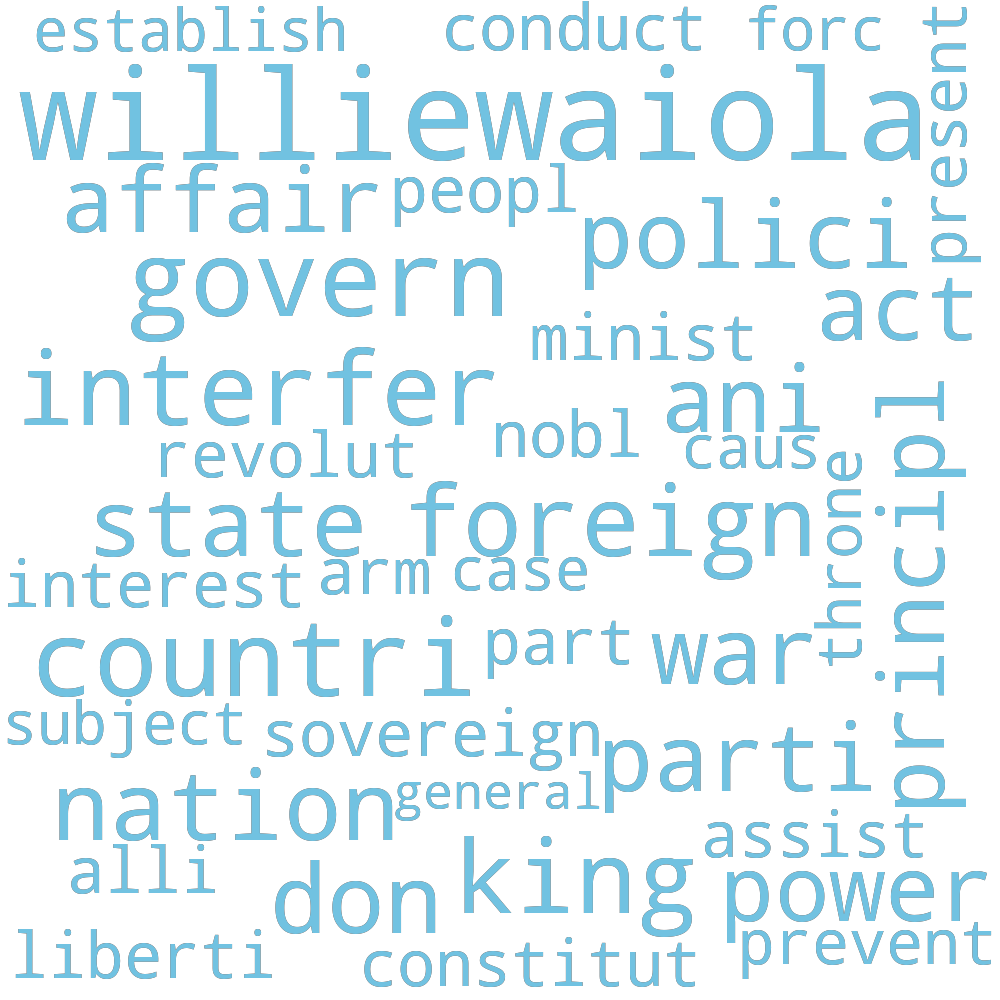 establish conduct forc
present
williewaiola
affair peopl
polici
govern
act
minist
interfer
ani
nobl
caus
revolut
principl
throne
state foreign
interest arm case
countri part war
subject sovereign
parti
nation general
assist
alli
don king power
prevent
liberti constitut